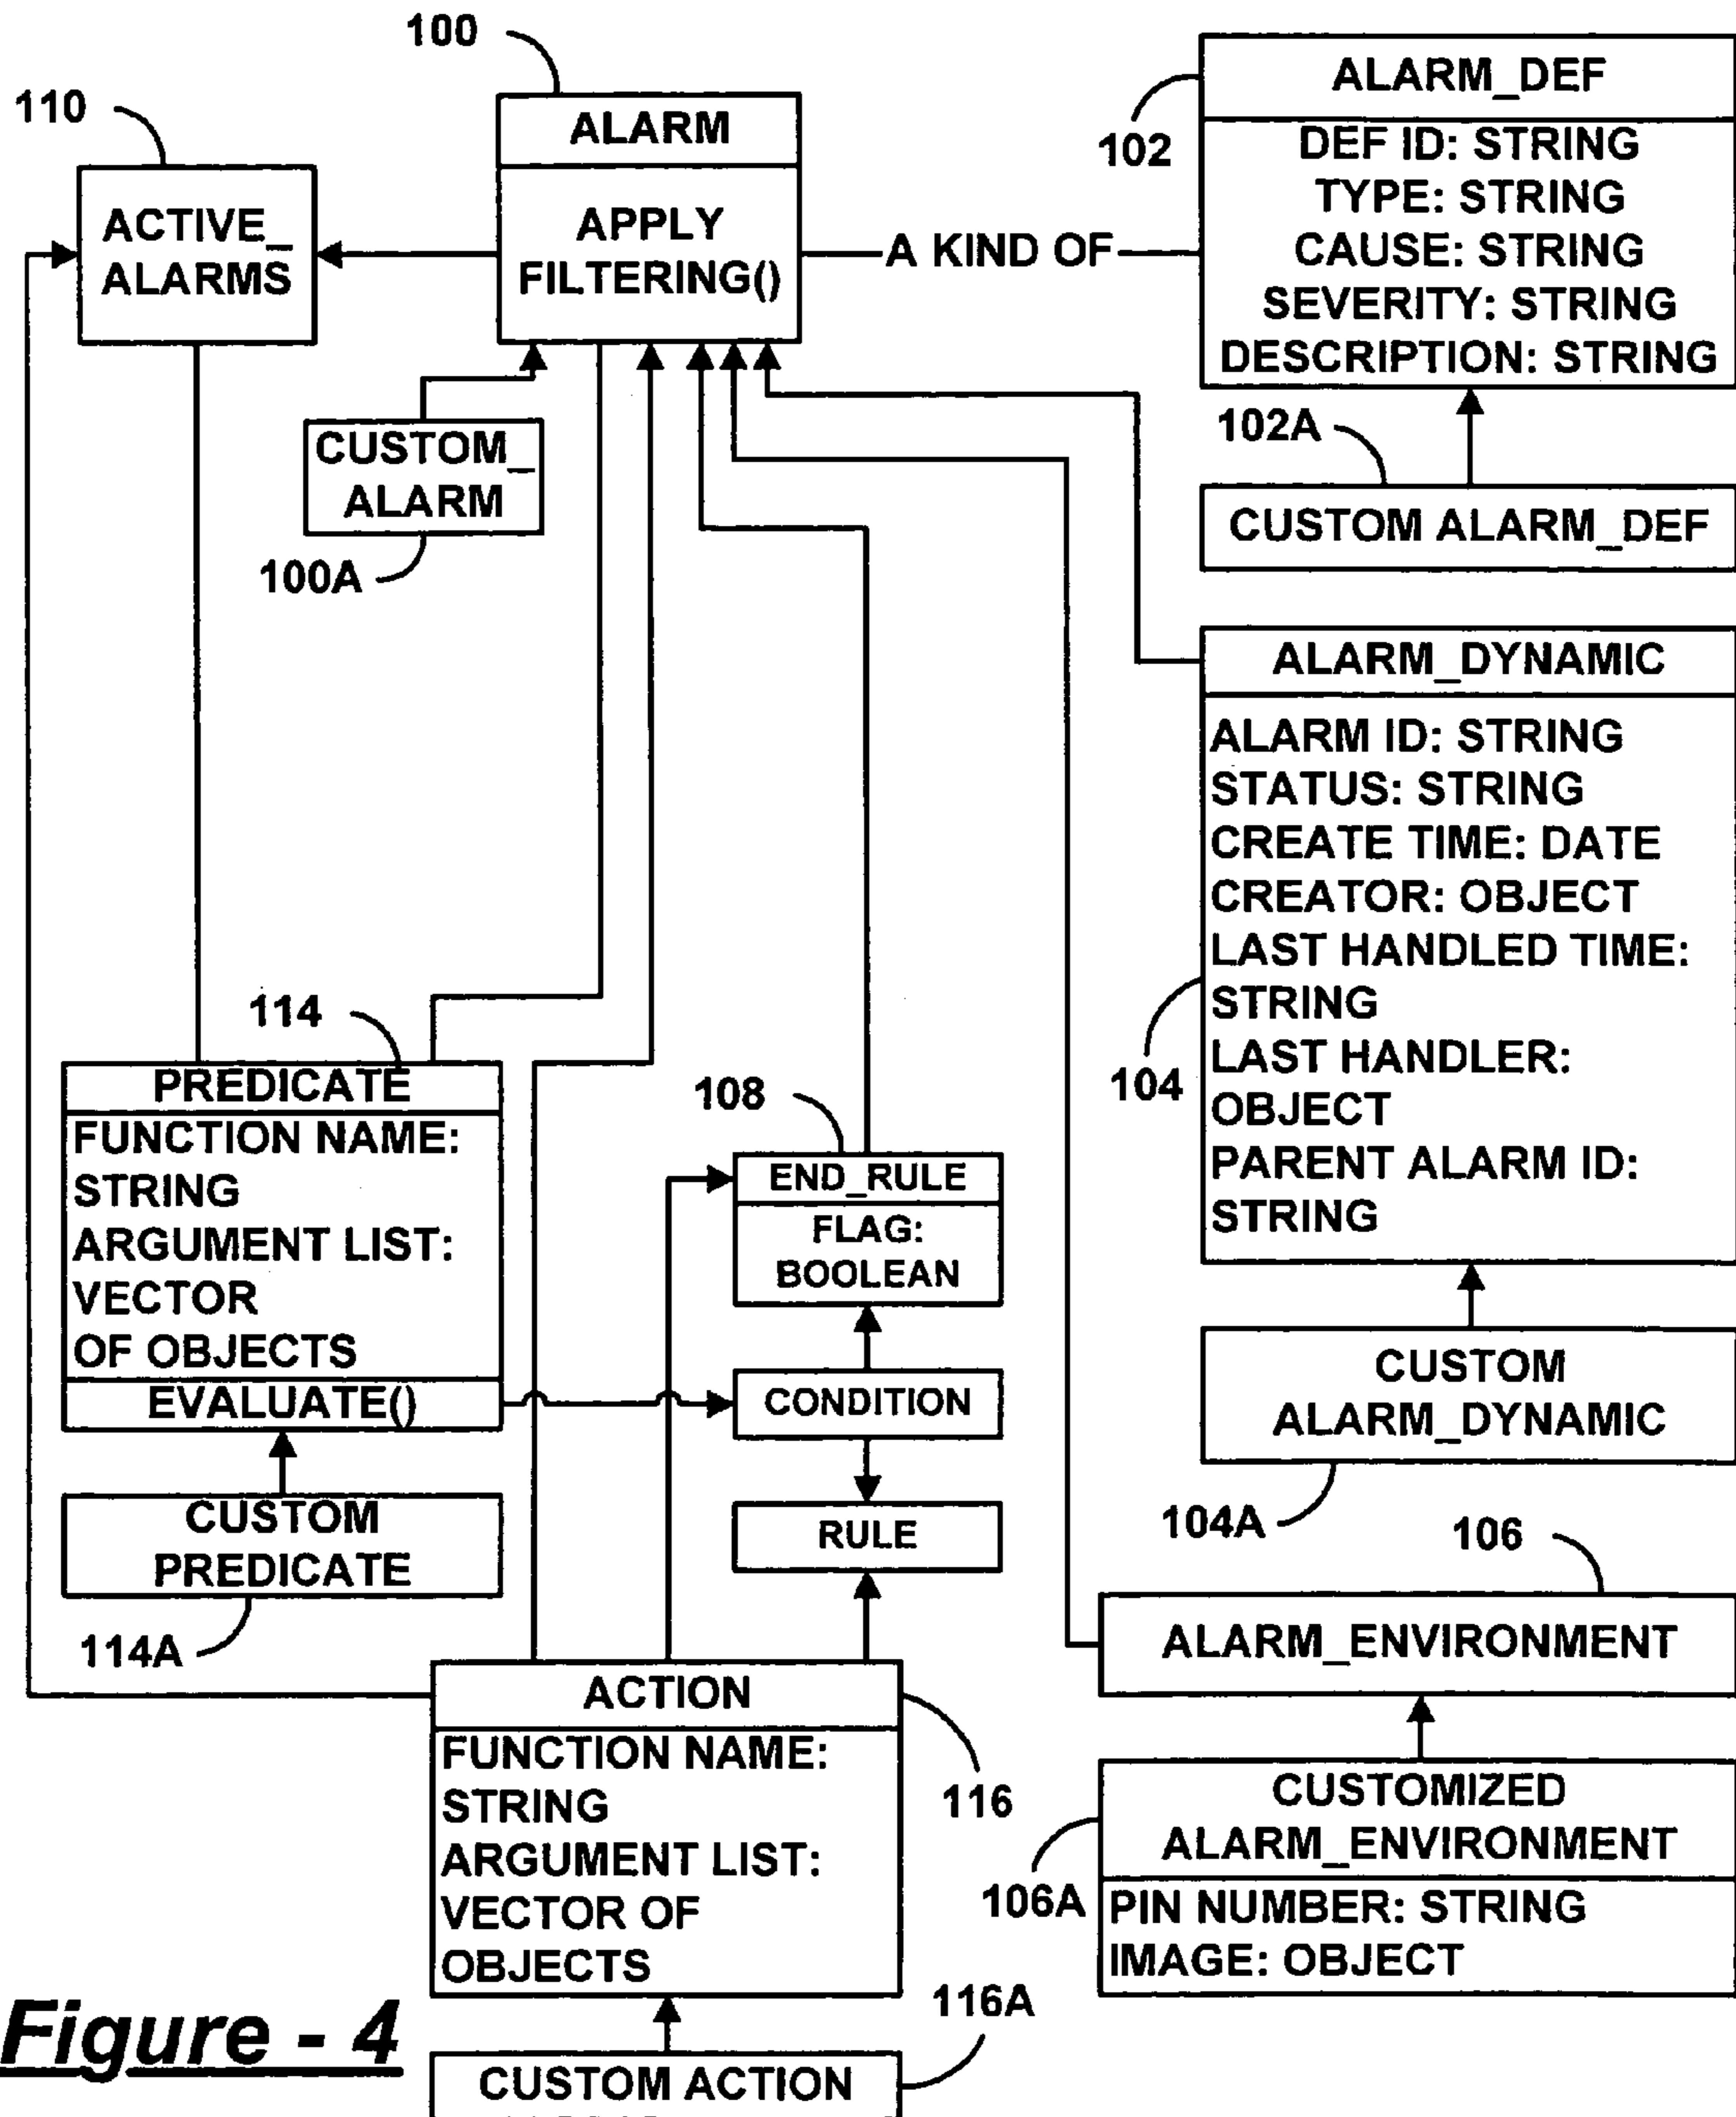 100
110
ALARM
APPLY
FILTERING()
ACTIVE_
ALARMS
A KIND OF
102
ALARM_DEF
DEF ID: STRING
TYPE: STRING
CAUSE: STRING
SEVERITY: STRING
DESCRIPTION: STRING
CUSTOM_
ALARM
100A
102A
CUSTOM ALARM_DEF
ALARM_DYNAMIC
ALARM ID: STRING
STATUS: STRING
CREATE TIME: DATE
CREATOR: OBJECT
LAST HANDLED TIME:
STRING
LAST HANDLER:
OBJECT
PARENT ALARM ID:
STRING
104
114
PREDICATE
FUNCTION NAME:
STRING
ARGUMENT LIST:
VECTOR
OF OBJECTS
EVALUATE()
108
END_RULE
FLAG:
BOOLEAN
CONDITION
RULE
CUSTOM
PREDICATE
114A
CUSTOM
ALARM_DYNAMIC
104A
106
ALARM_ENVIRONMENT
ACTION
FUNCTION NAME:
STRING
ARGUMENT LIST:
VECTOR OF
OBJECTS
116
CUSTOMIZED
ALARM_ENVIRONMENT
106A
PIN NUMBER: STRING
IMAGE: OBJECT
116A
CUSTOM ACTION
Figure - 4